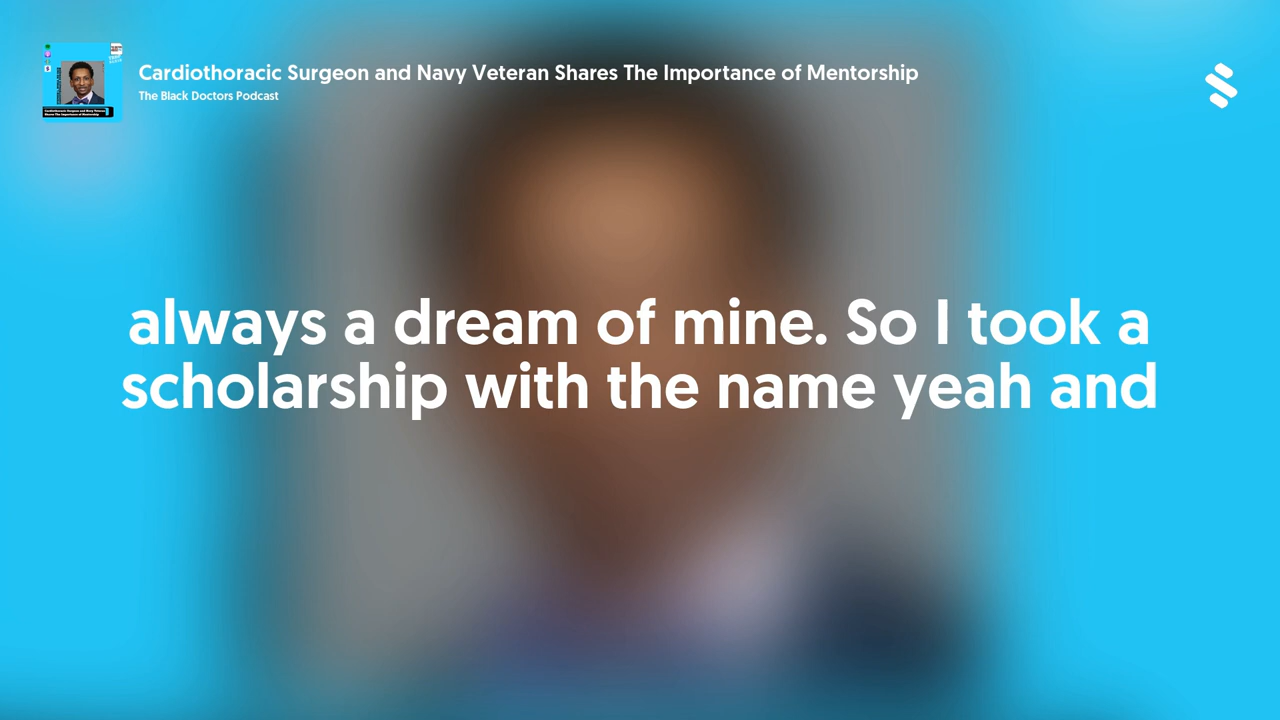 Cardiothoracic Surgeon and Navy Veteran Shares The Importance of Mentorship
The Black Doctors Podcast
always a dream of mine. So I took a
scholarship with the name yeah and